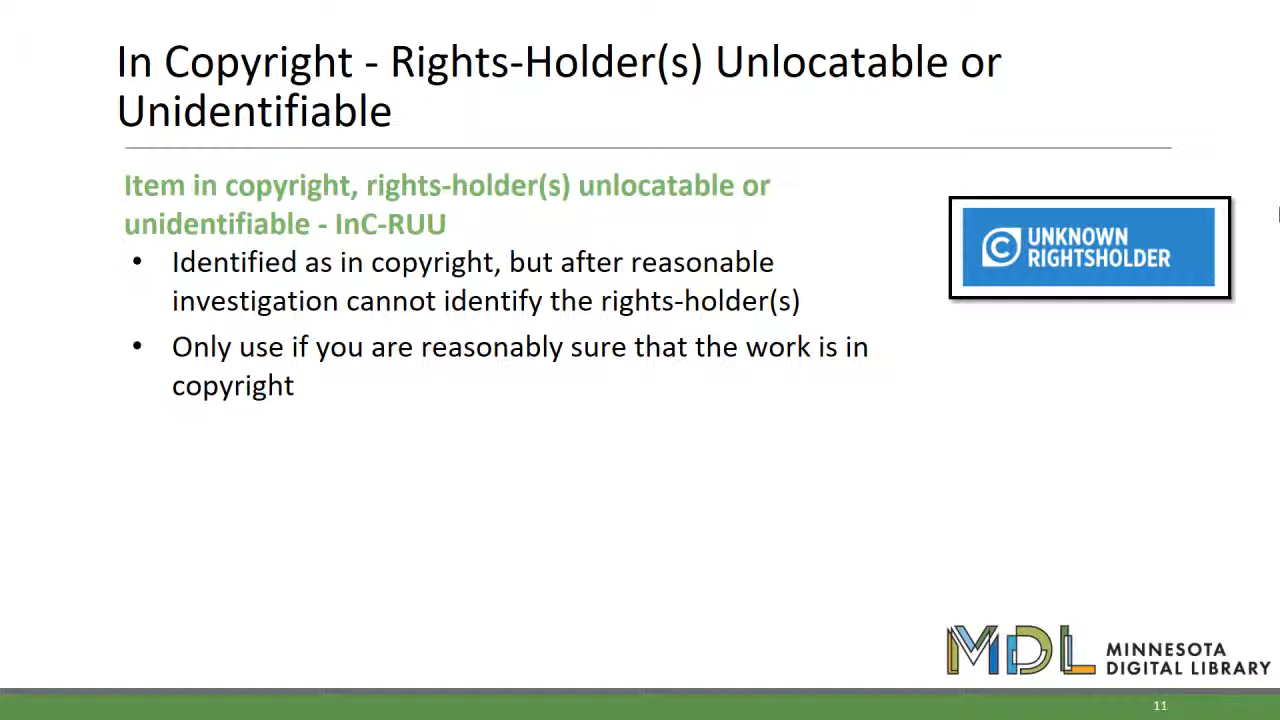 In Copyright - Rights-Holder(s) Unlocatable or
Unidentifiable
Item in copyright, rights-holder(s) unlocatable or
unidentifiable - InC-RUU
• Identified as in copyright, but after reasonable
investigation cannot identify the rights-holder(s)
• Only use if you are reasonably sure that the work is in
copyright
UNKNOWN
RIGHTSHOLDER
MDL
MINNESOTA
DIGITAL LIBRARY
11